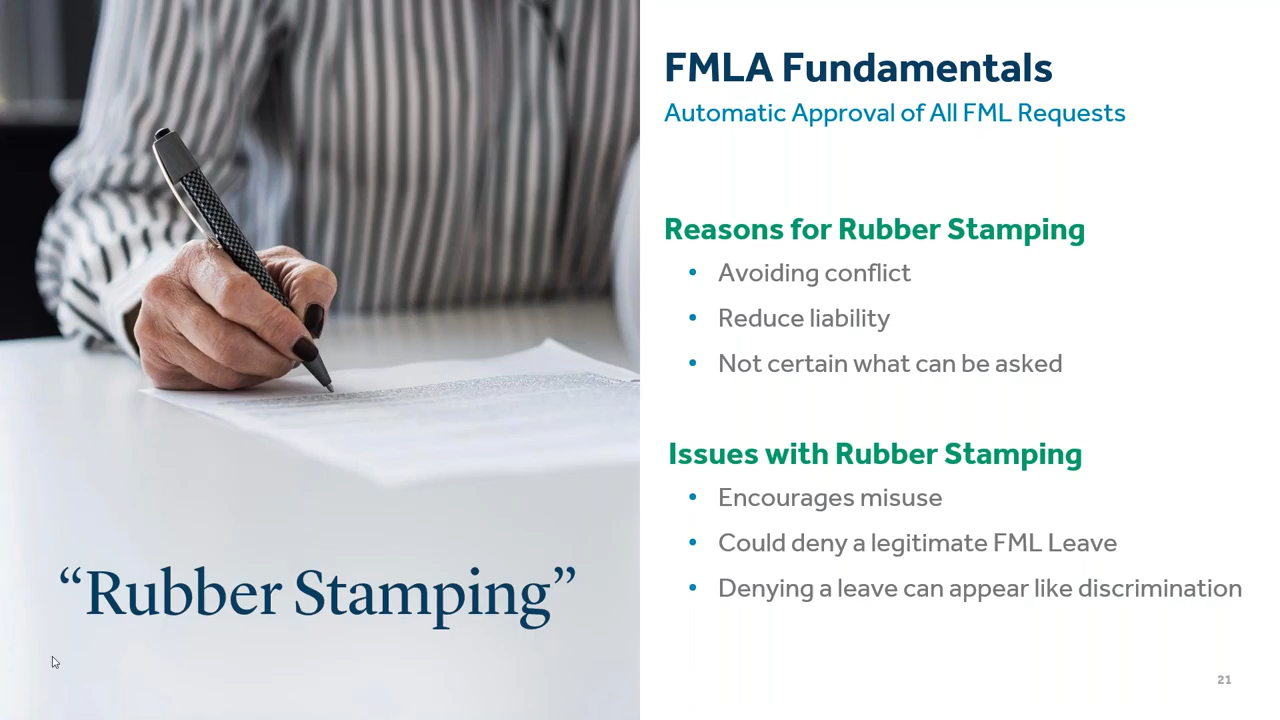 FMLA Fundamentals
Automatic Approval of All FML Requests
Reasons for Rubber Stamping
• Avoiding conflict
• Reduce liability
• Not certain what can be asked
Issues with Rubber Stamping
• Encourages misuse
• Could deny a legitimate FML Leave
• Denying a leave can appear like discrimination
“Rubber Stamping”
21